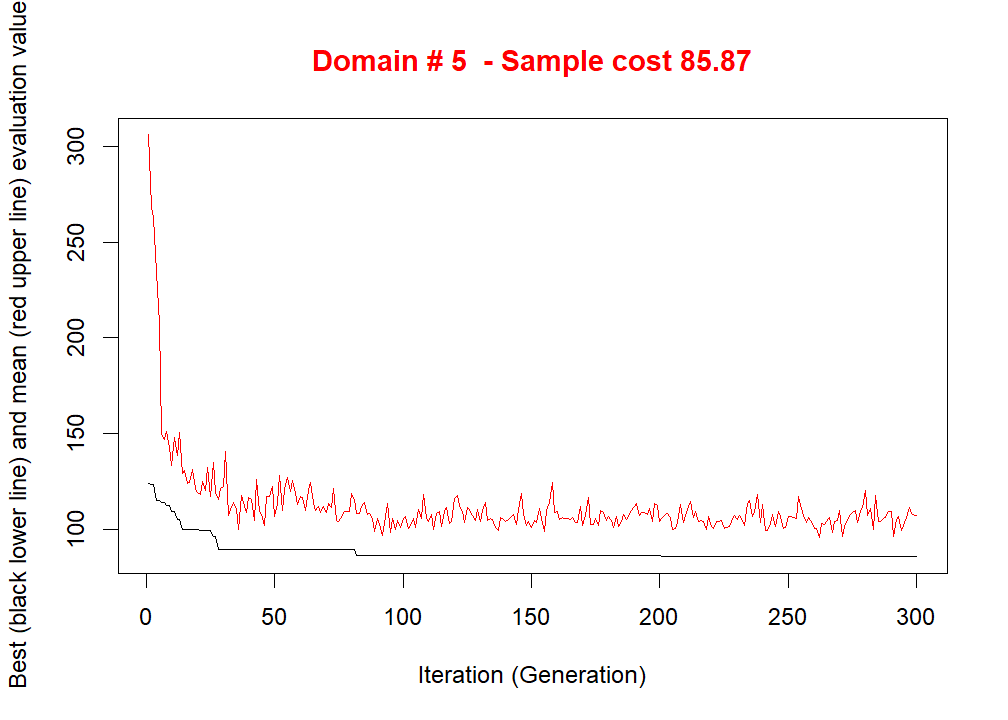 Domain # 5  - Sample cost 85.87
Best (black lower line) and mean (red upper line) evaluation value
300
250
200
150
100
0 50 100 150 200 250 300
Iteration (Generation)